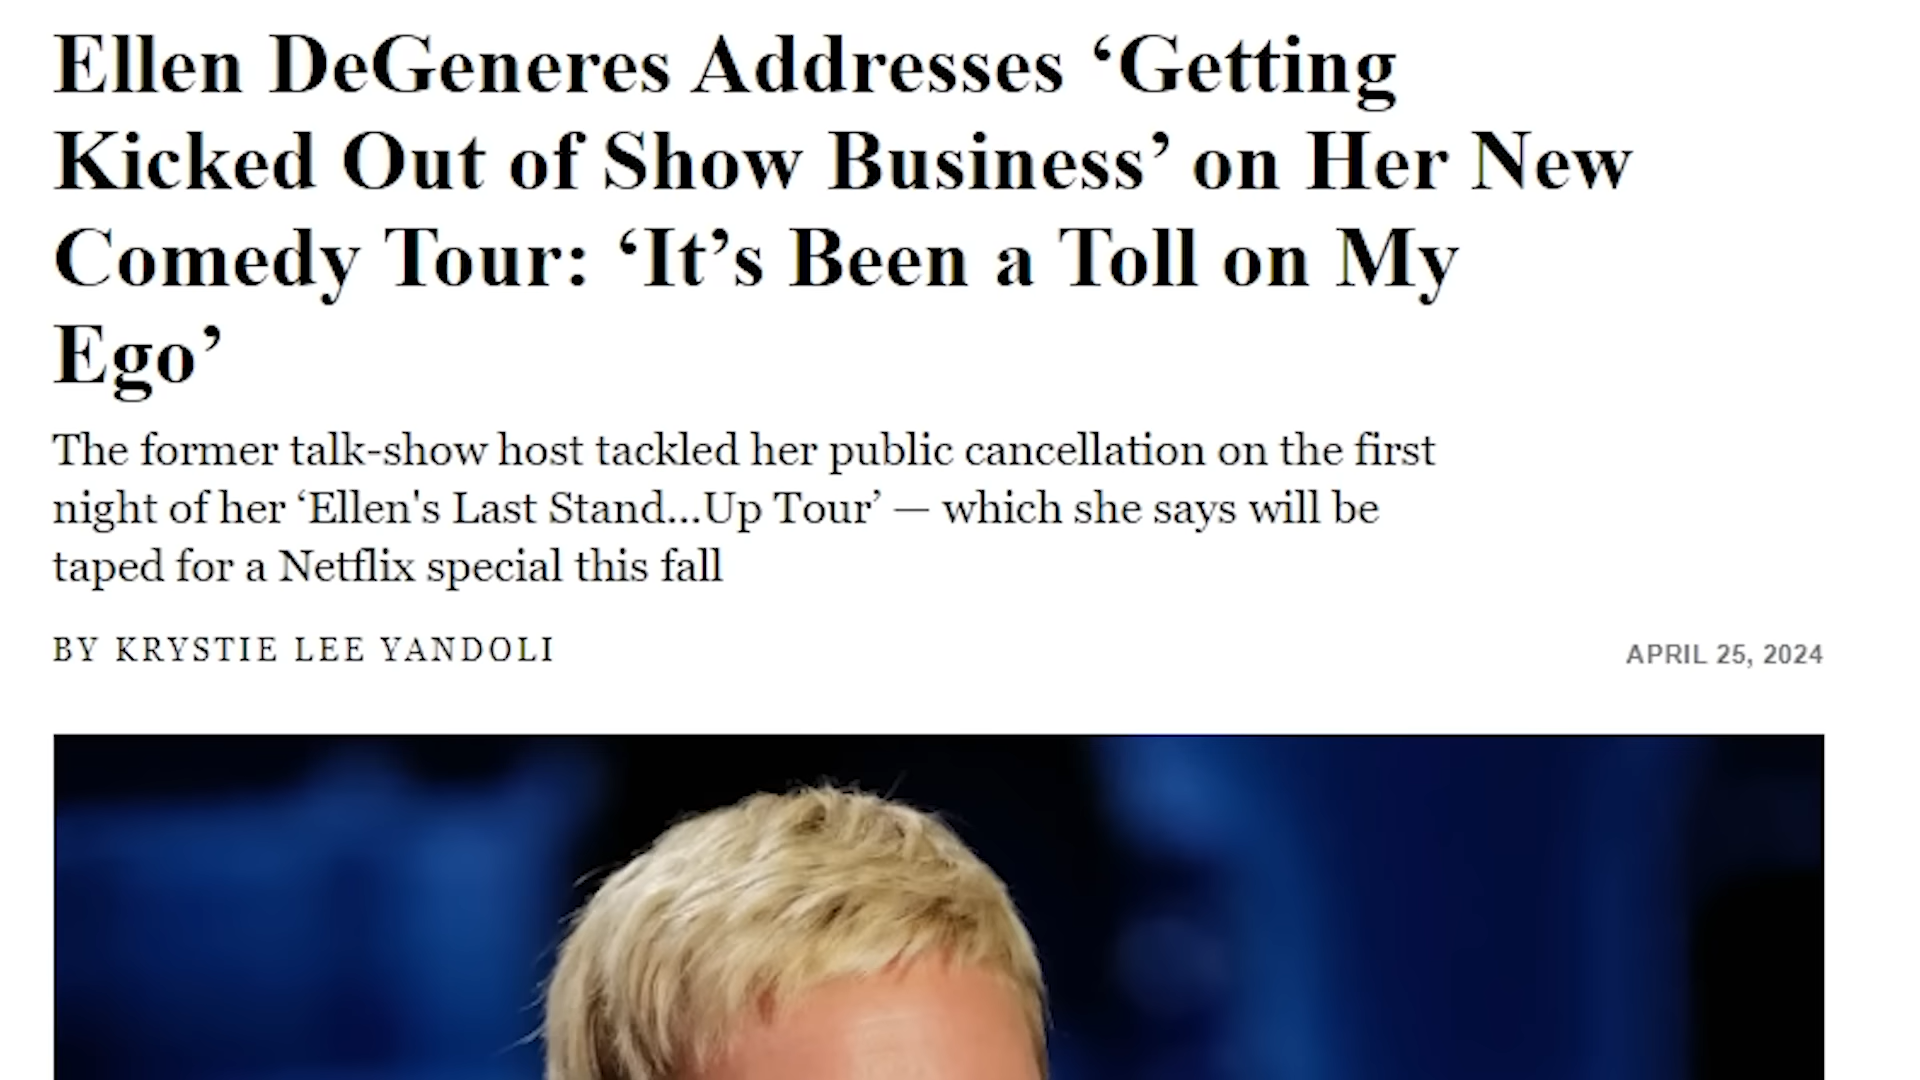 Ellen DeGeneres Addresses ‘Getting
Kicked Out of Show Business’ on Her New
Comedy Tour: ‘It’s Been a Toll on My
Ego’
The former talk-show host tackled her public cancellation on the first
night of her ‘Ellen's Last Stand...Up Tour’ — which she says will be
taped for a Netflix special this fall
BY KRYSTIE LEE YANDOLI
APRIL 25, 2024